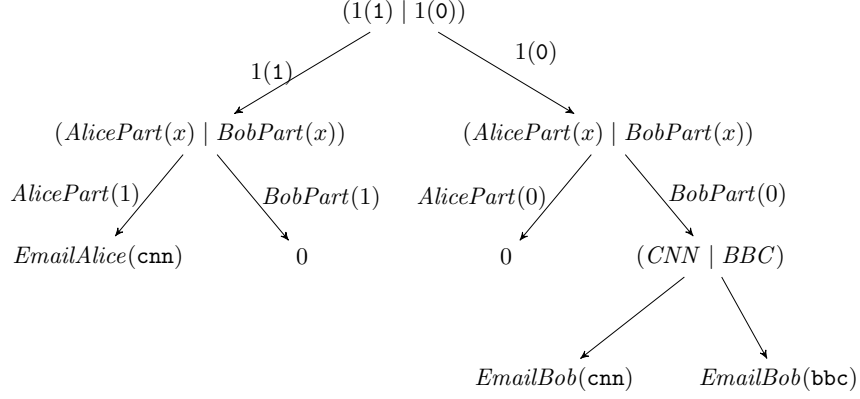 (1(1) | 1(0))
1(1)
1(0)
(AlicePart(x) | BobPart(x))
(AlicePart(x) | BobPart(x))
AlicePart(1)
BobPart(1)
AlicePart(0)
BobPart(0)
EmailAlice(cnn)
0
0
(CNN | BBC)
EmailBob(cnn)
EmailBob(bbc)